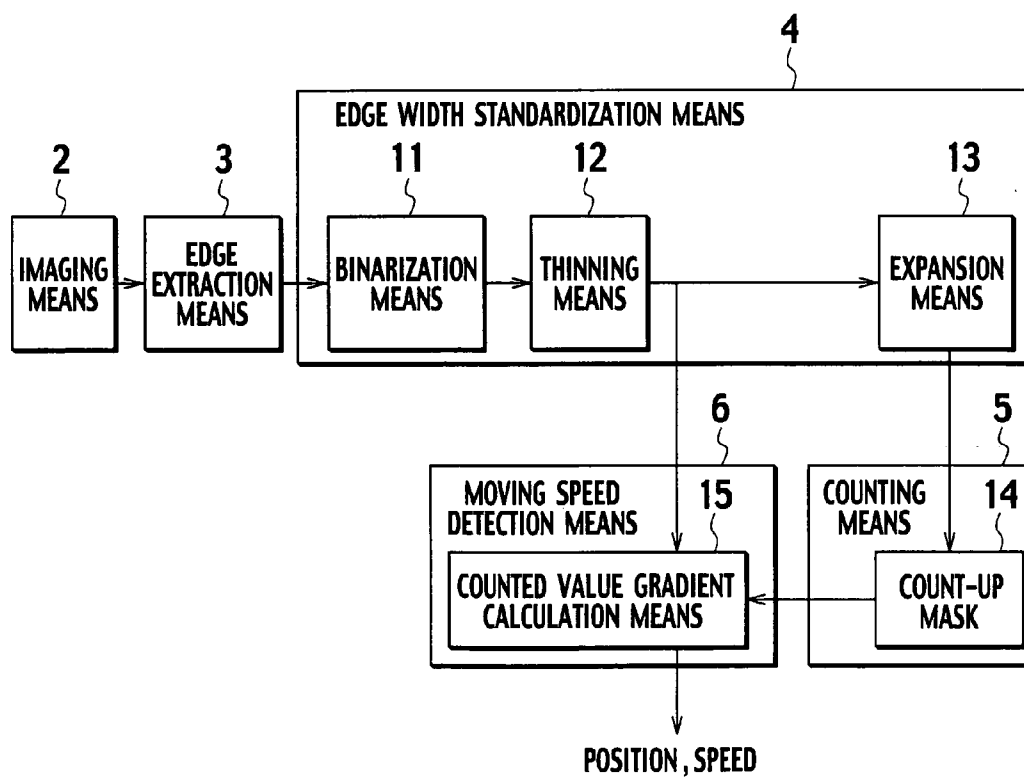 4
EDGE WIDTH STANDARDIZATION MEANS
2
3
11
12
13
IMAGING
MEANS
EDGE
EXTRACTION
MEANS
BINARIZATION
MEANS
THINNING
MEANS
EXPANSION
MEANS
6
5
MOVING SPEED
DETECTION MEANS
15
COUNTING
MEANS
14
COUNTED VALUE GRADIENT
CALCULATION MEANS
COUNT-UP
MASK
POSITION, SPEED